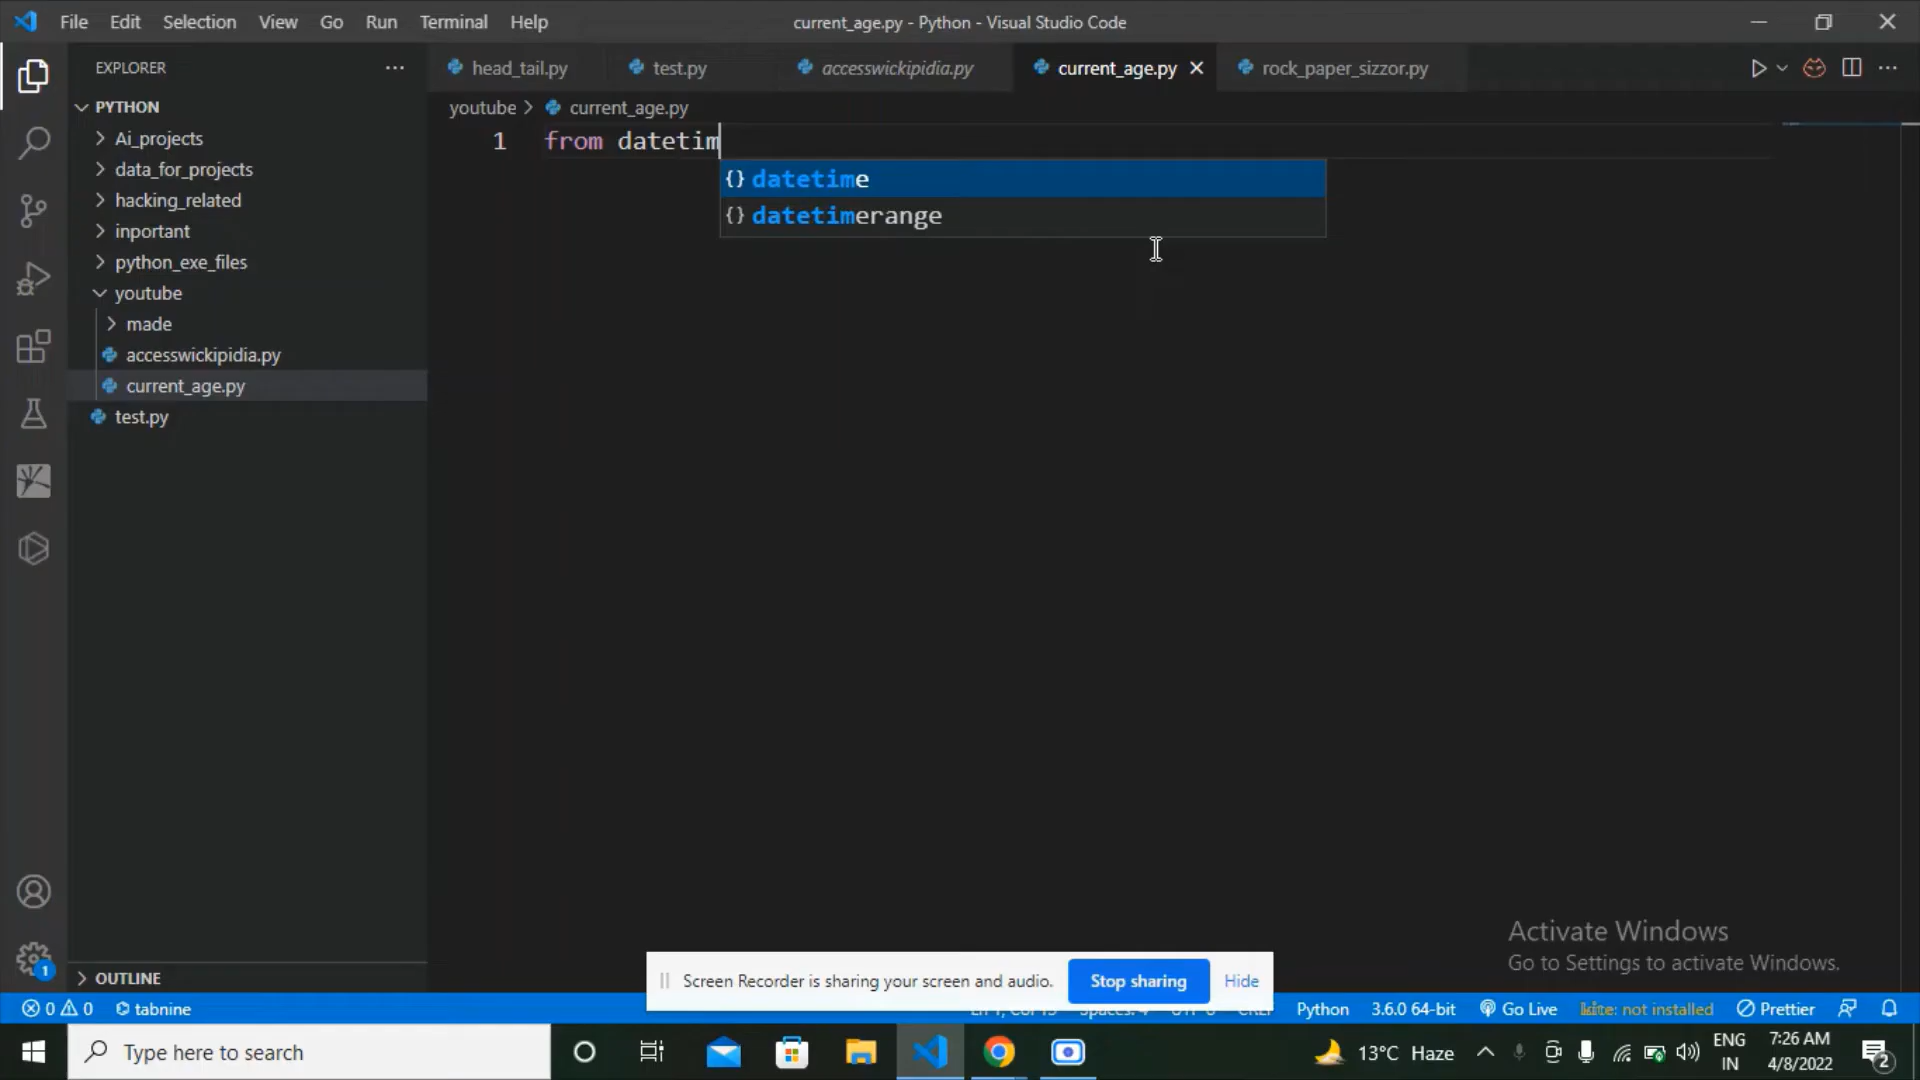 File Edit Selection View Go Run Terminal Help
current_age.py - Python - Visual Studio Code
EXPLORER
head_tail.py test.py accesswickipidia.py current_age.py rock_paper_sizzor.py
PYTHON
Ai_projects
data_for_projects
hacking_related
inportant
python_exe_files
youtube
made
accesswickipidia.py
current_age.py
test.py
OUTLINE
youtube > current_age.py
1 from datetim
datetime
datetimerange
Activate Windows
Go to Settings to activate Windows.
Screen Recorder is sharing your screen and audio. Stop sharing Hide
1
0 0 tabnine
Python 3.6.0 64-bit Go Live kite: not installed Prettier
Type here to search
13°C Haze
ENG
IN
7:26 AM
4/8/2022
2